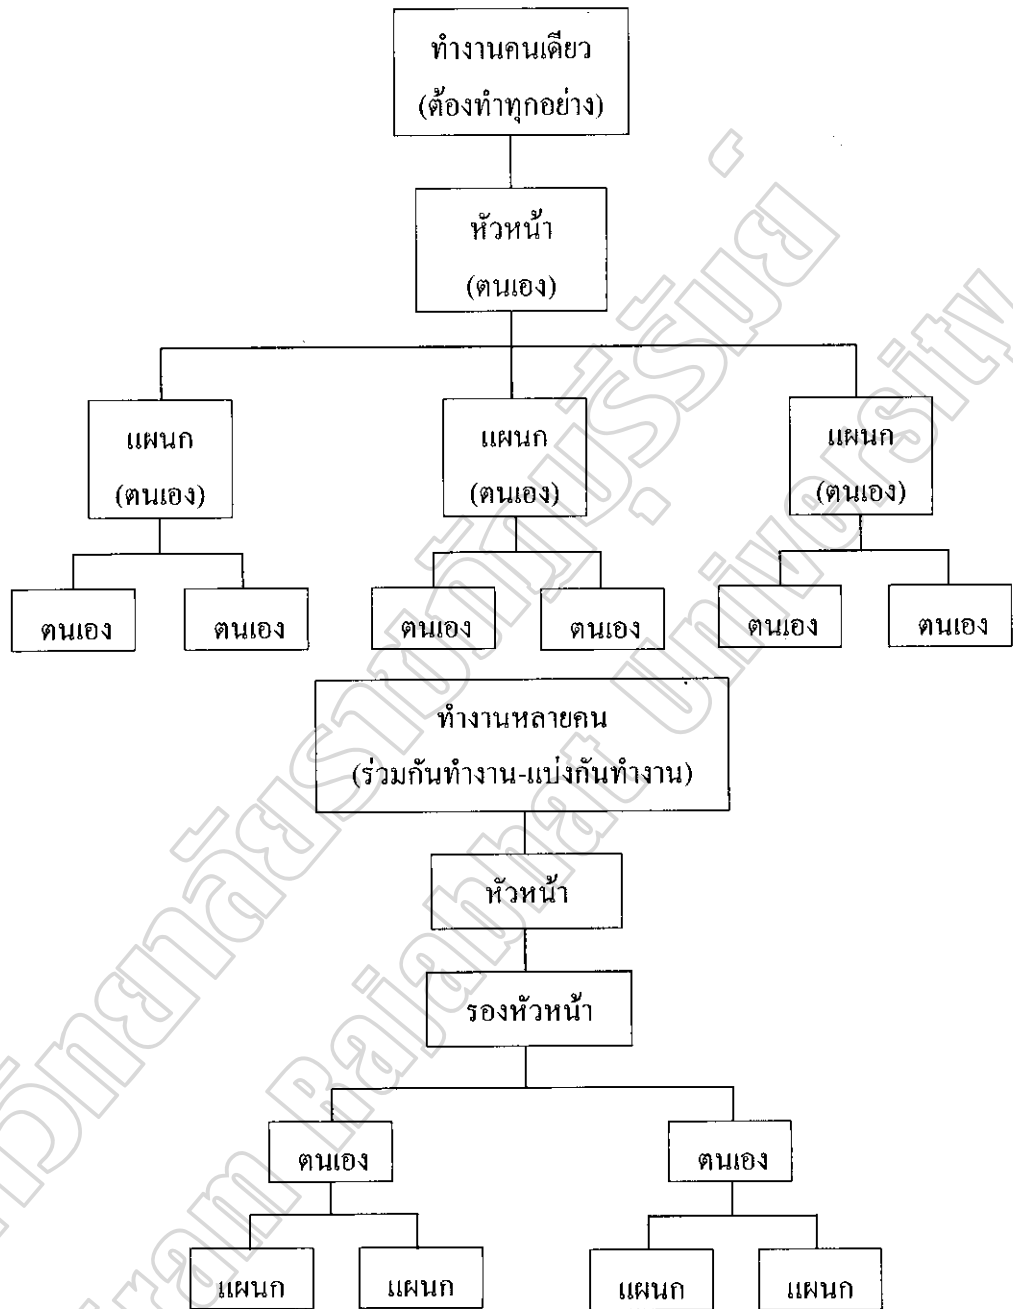 ทำงานคนเดียว
(ต้องทำทุกอย่าง)
หัวหน้า
(ตนเอง)
แผนก แผนก แผนก
(ตนเอง) (ตนเอง) (ตนเอง)
ตนเอง ตนเอง ตนเอง ตนเอง ตนเอง ตนเอง
ทำงานหลายคน
(ร่วมกันทำงาน-แบ่งกันทำงาน)
หัวหน้า
รองหัวหน้า
ตนเอง ตนเอง
แผนก แผนก แผนก แผนก
Rajabhat University